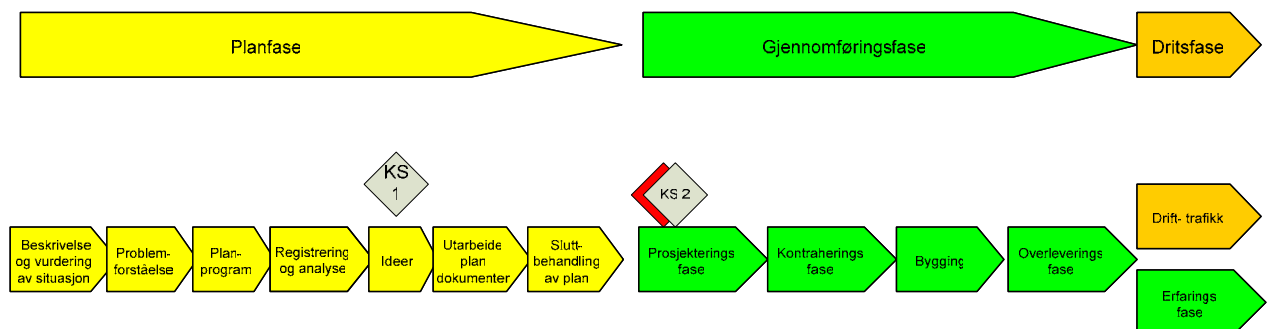 Planfase
Gjennomføringsfase
Dritsfase
KS
1
KS 2
Beskrivelse
og vurdering
av situasjon
Problem-
forståelse
Plan-
program
Registrering
og analyse
Ideer
Utarbeide
plan
dokumenter
Slutt-
behandling
av plan
Prosjekterings
fase
Kontraherings
fase
Bygging
Overleverings
fase
Drift- trafikk
Erfarings
fase